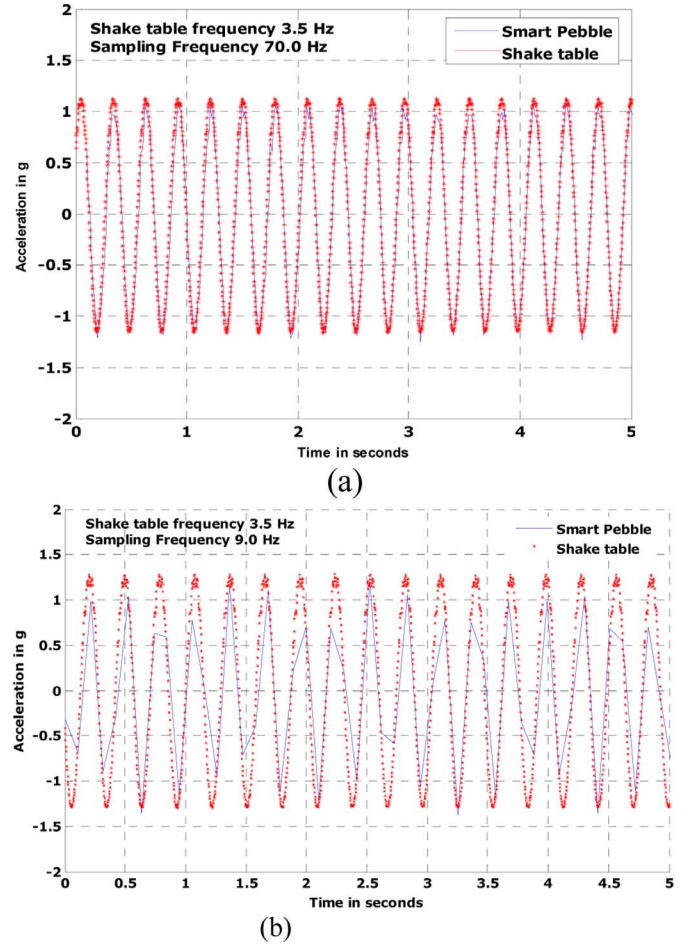 Shake table frequency 3.5 Hz
Sampling Frequency 70.0 Hz
Smart Pebble
Shake table
2
1.5
1
0.5
0
-0.5
-1
-1.5
-2
Acceleration in g
0 1 2 3 4 5
Time in seconds
(a)
Shake table frequency 3.5 Hz
Sampling Frequency 9.0 Hz
Smart Pebble
Shake table
2
1.5
1
0.5
0
-0.5
-1
-1.5
-2
Acceleration in g
0 0.5 1 1.5 2 2.5 3 3.5 4 4.5 5
Time in seconds
(b)